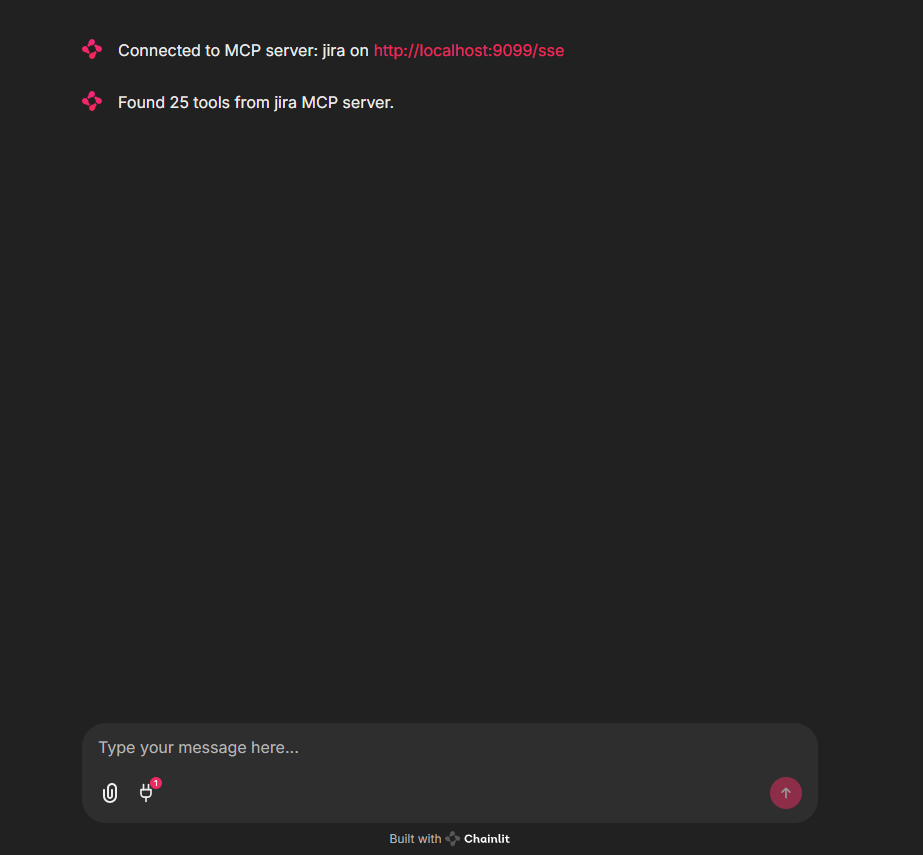 Connected to MCP server: jira on http://localhost:9099/sse
Found 25 tools from jira MCP server.
Type your message here...
1
Built with Chainlit